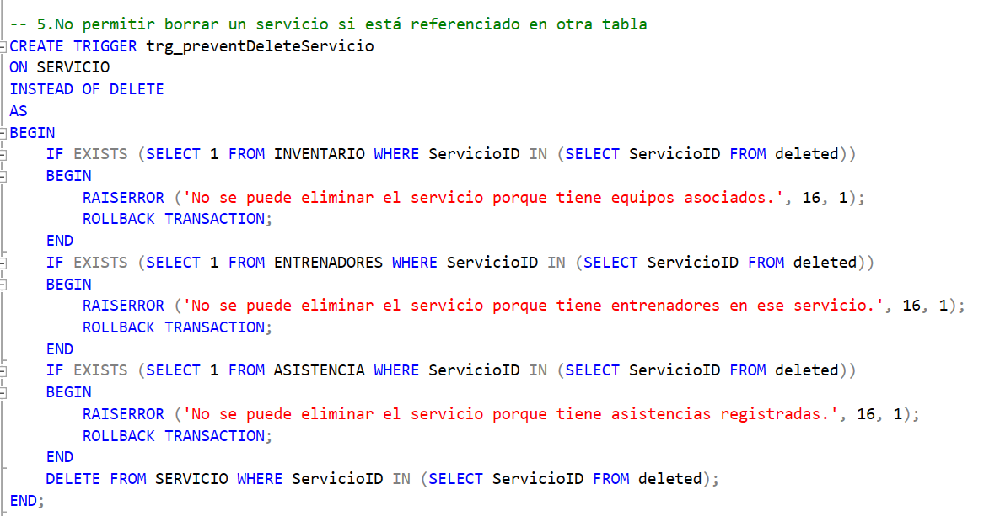 -- 5.No permitir borrar un servicio si está referenciado en otra tabla
CREATE TRIGGER trg_preventDeleteServicio
ON SERVICIO
INSTEAD OF DELETE
AS
BEGIN
    IF EXISTS (SELECT 1 FROM INVENTARIO WHERE ServicioID IN (SELECT ServicioID FROM deleted))
    BEGIN
        RAISERROR ('No se puede eliminar el servicio porque tiene equipos asociados.', 16, 1);
        ROLLBACK TRANSACTION;
    END
    IF EXISTS (SELECT 1 FROM ENTRENADORES WHERE ServicioID IN (SELECT ServicioID FROM deleted))
    BEGIN
        RAISERROR ('No se puede eliminar el servicio porque tiene entrenadores en ese servicio.', 16, 1);
        ROLLBACK TRANSACTION;
    END
    IF EXISTS (SELECT 1 FROM ASISTENCIA WHERE ServicioID IN (SELECT ServicioID FROM deleted))
    BEGIN
        RAISERROR ('No se puede eliminar el servicio porque tiene asistencias registradas.', 16, 1);
        ROLLBACK TRANSACTION;
    END
    DELETE FROM SERVICIO WHERE ServicioID IN (SELECT ServicioID FROM deleted);
END;